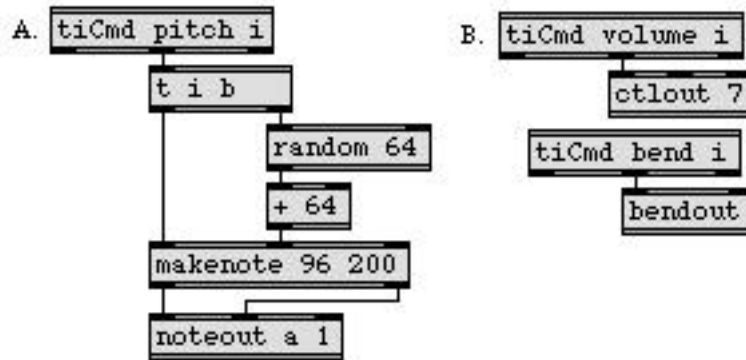 A.
tiCmd pitch i
t i b
random 64
+ 64
makenote 96 200
noteout a 1
B.
tiCmd volume i
ctlout 7
tiCmd bend i
bendout